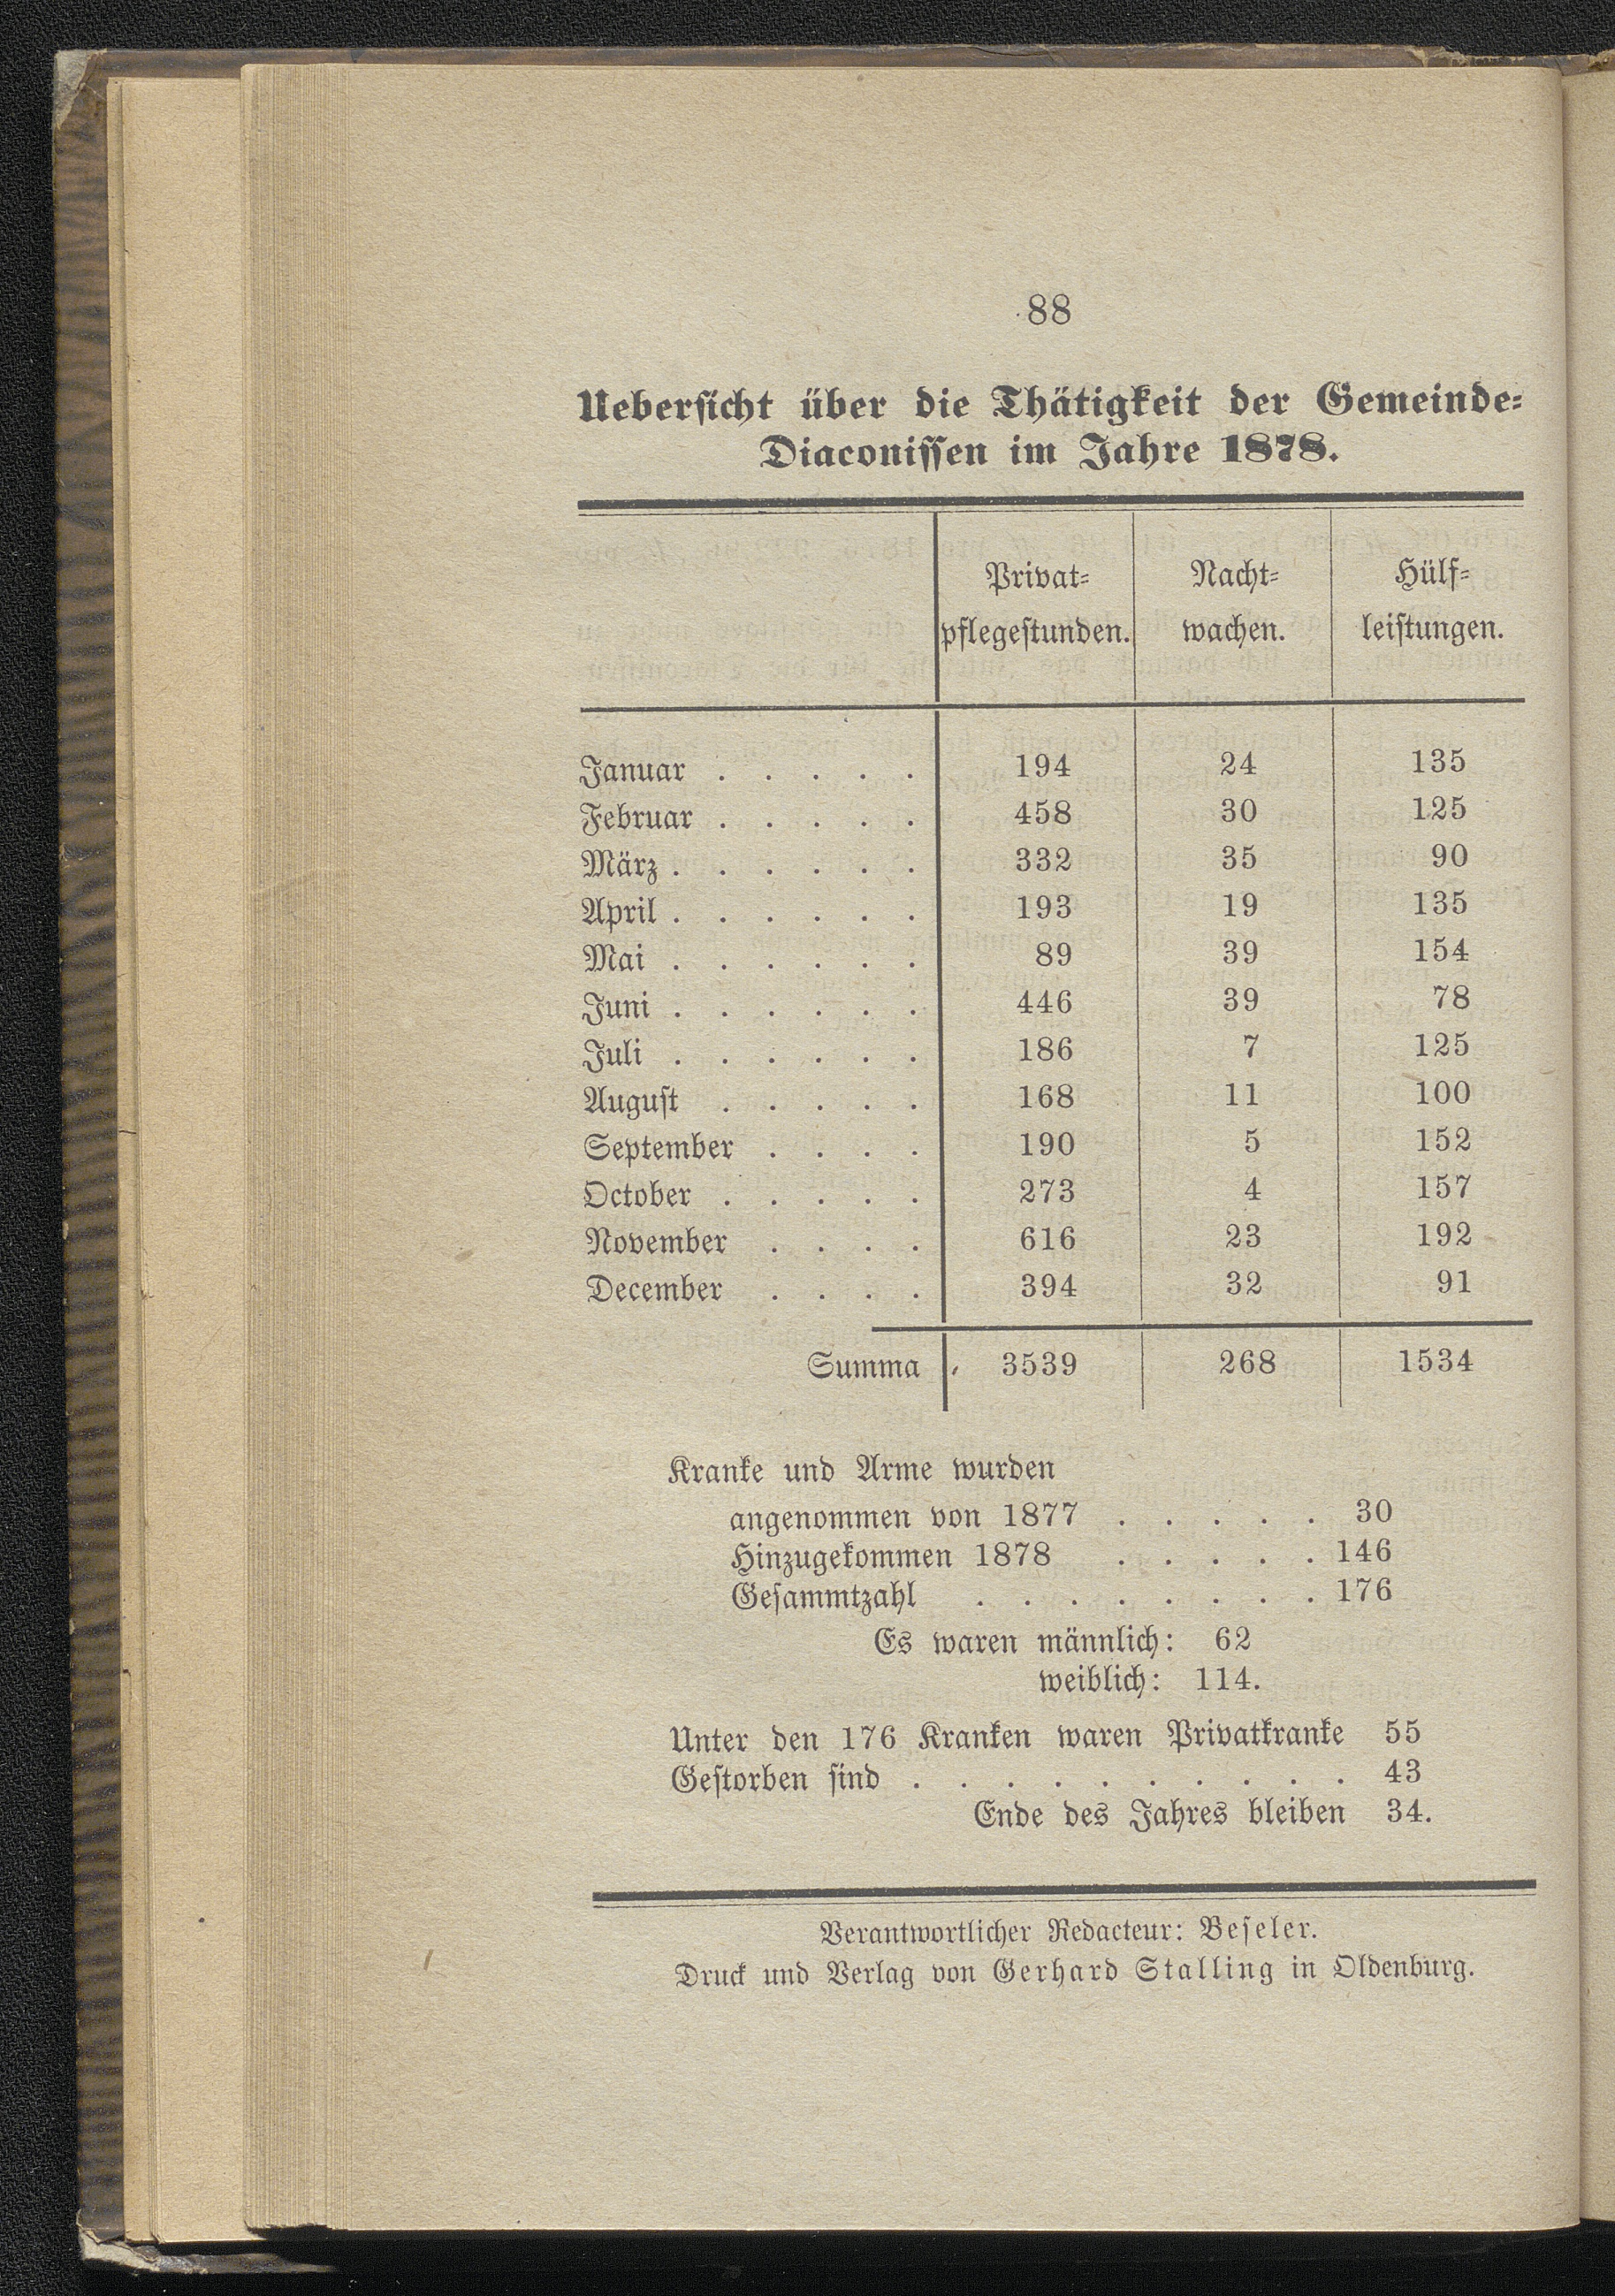 88
Uebersicht über die Thätigkeit der Gemeinde-
Diaconissen im Jahre 1878.
Privat- Nacht- Hülf-
pflegestunden. wachen. leistungen.
Januar . . . . . 194 24 135
Februar . . . . . 458 30 125
März . . . . . . 332 35 90
April . . . . . . 193 19 135
Mai . . . . . . 89 39 154
Juni . . . . . . 446 39 78
Juli . . . . . . 186 7 125
August . . . . . 168 11 100
September . . . . 190 5 152
October . . . . . 273 4 157
November . . . . 616 23 192
December . . . . 394 32 91
Summa 3539 268 1534
Kranke und Arme wurden
angenommen von 1877 . . . . . 30
Hinzugekommen 1878 . . . . . 146
Gesammtzahl . . . . . . . . 176
Es waren männlich: 62
weiblich: 114.
Unter den 176 Kranken waren Privatkranke 55
Gestorben sind . . . . . . . . . . 43
Ende des Jahres bleiben 34.
Verantwortlicher Redacteur: Beseler.
Druck und Verlag von Gerhard Stalling in Oldenburg.